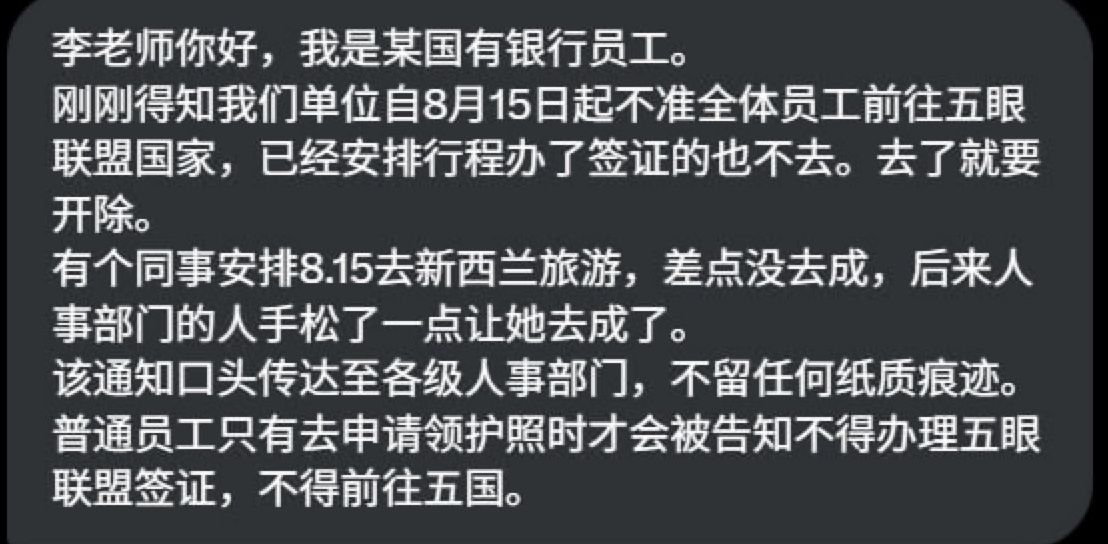 李老师你好，我是某国有银行员工。
刚刚得知我们单位自8月15日起不准全体员工前往五眼
联盟国家，已经安排行程办了签证的也不去。去了就要
开除。
有个同事安排8.15去新西兰旅游，差点没去成，后来人
事部门的人手松了一点让她去成了。
该通知口头传达至各级人事部门，不留任何纸质痕迹。
普通员工只有去申请领护照时才会被告知不得办理五眼
联盟签证，不得前往五国。